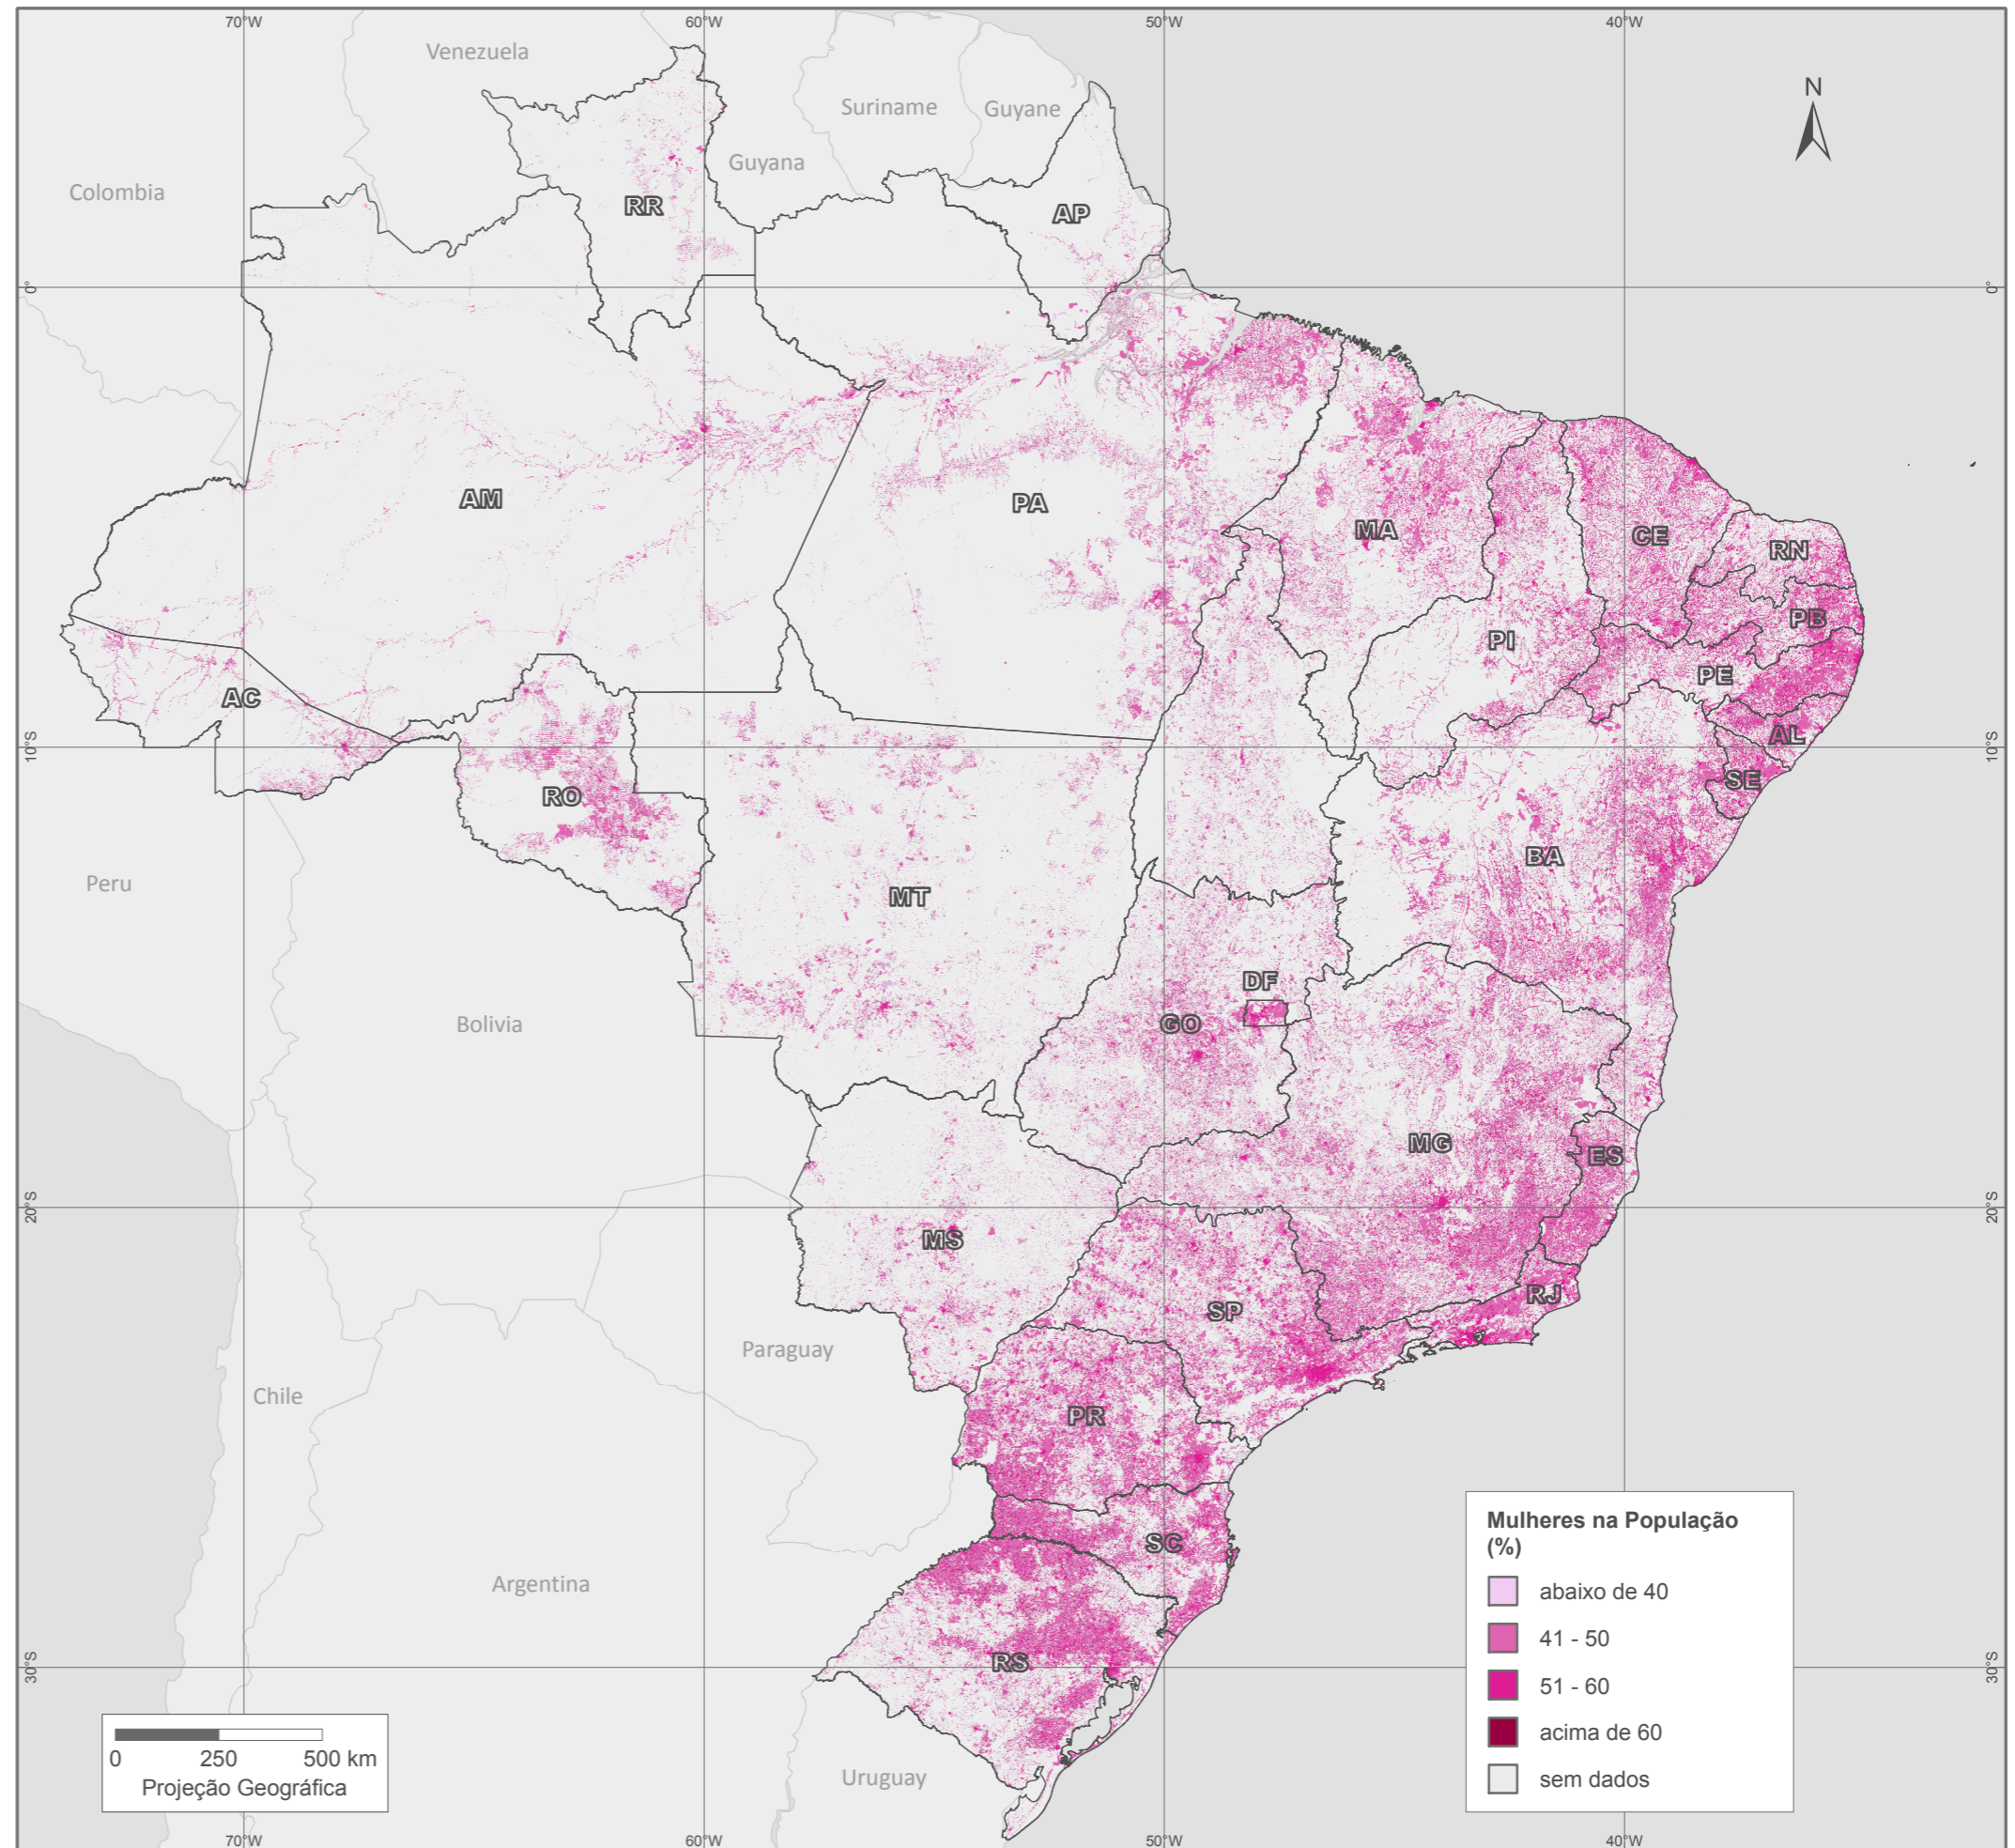 70°W
60°W
50°W
40°W
Venezuela
Suriname
Guyane
N
Guyana
Colombia
RR
AP
0°
0°
AM
PA
MA
CE
RN
PB
PI
PE
AC
AL
10°S
10°S
SE
RO
BA
Peru
MT
DF
Bolivia
GO
MG
ES
20°S
20°S
MS
RJ
SP
Paraguay
Chile
PR
SC
Argentina
RS
30°S
30°S
Uruguay
Mulheres na População
(%)
abaixo de 40
41 - 50
51 - 60
acima de 60
sem dados
0 250 500 km
Projeção Geográfica
70°W
60°W
50°W
40°W